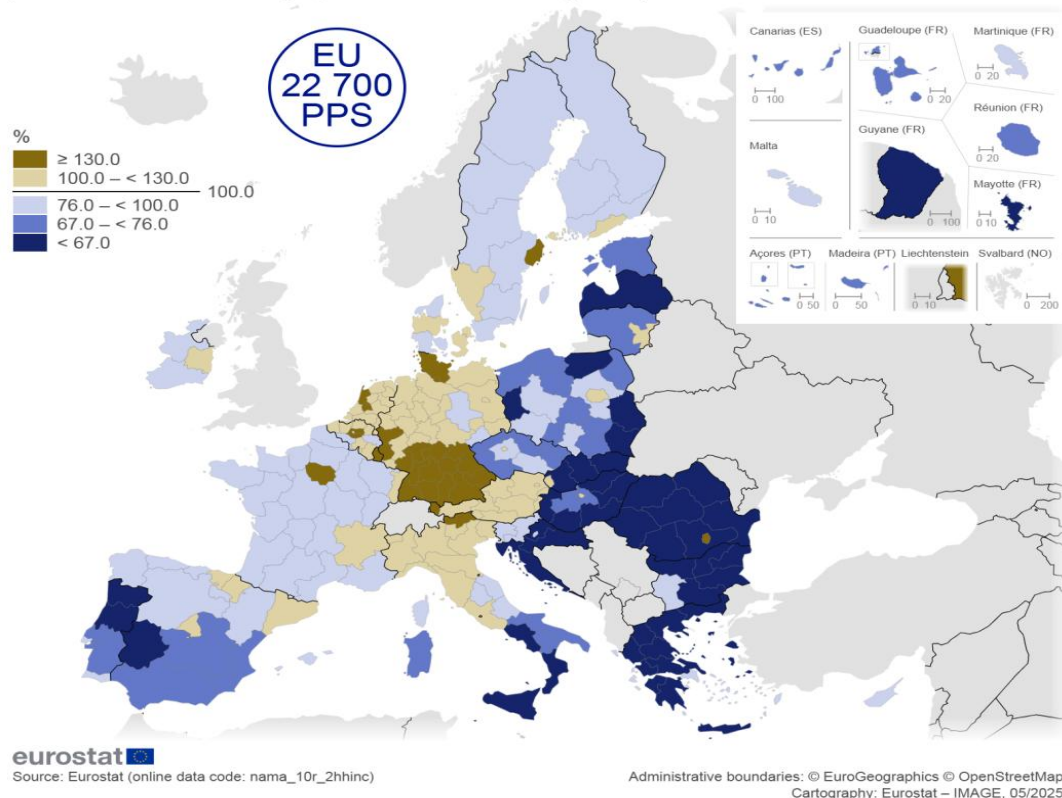 EU
22 700
PPS
%
≥ 130.0
100.0 – < 130.0
100.0
76.0 – < 100.0
67.0 – < 76.0
< 67.0
Canarias (ES)
0 100
Guadeloupe (FR)
0 20
Martinique (FR)
0 20
Malta
0 10
Guyane (FR)
0 100
Réunion (FR)
0 20
Mayotte (FR)
0 10
Açores (PT)
0 50
Madeira (PT)
0 50
Liechtenstein
0 10
Svalbard (NO)
0 200
eurostat
Source: Eurostat (online data code: nama_10r_2hhinc)
Administrative boundaries: © EuroGeographics © OpenStreetMap
Cartography: Eurostat – IMAGE, 05/2025